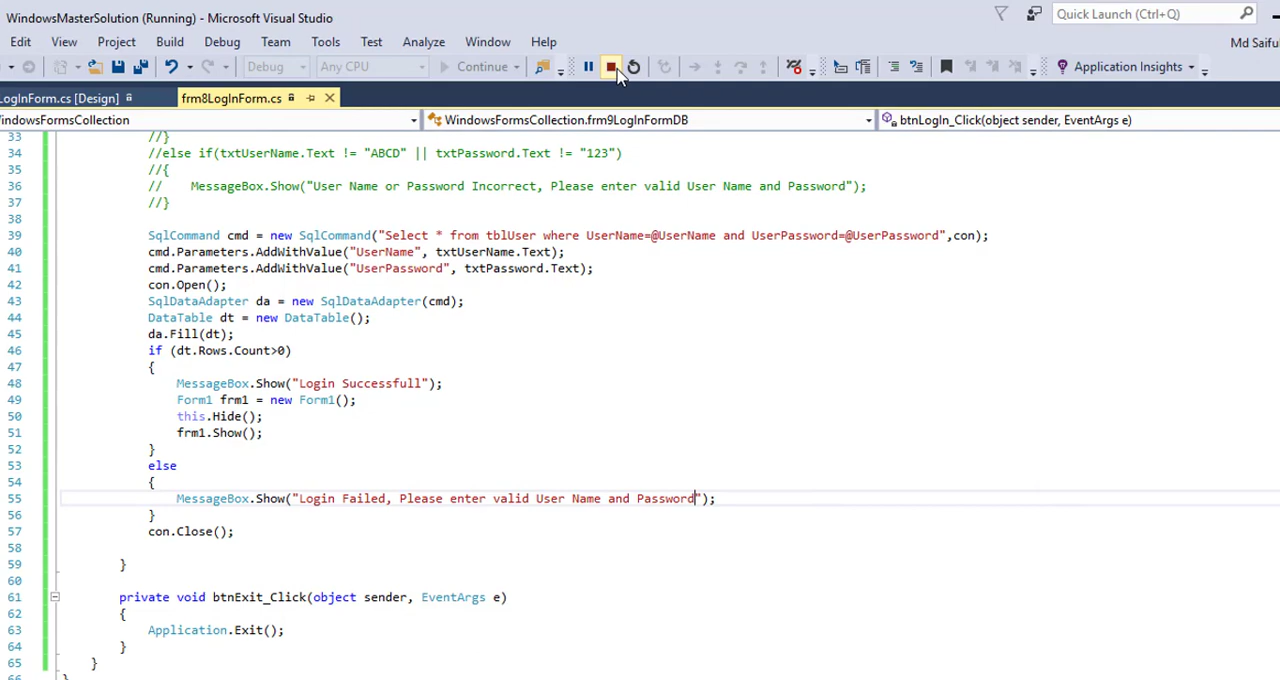 WindowsMasterSolution (Running) - Microsoft Visual Studio
Quick Launch (Ctrl+Q)
Edit View Project Build Debug Team Tools Test Analyze Window Help
Md Saifu
Debug Any CPU Continue Application Insights
LogInForm.cs [Design] frm8LogInForm.cs
WindowsFormsCollection WindowsFormsCollection.frm9LogInFormDB btnLogIn_Click(object sender, EventArgs e)
33 //}
34 //else if(txtUserName.Text != "ABCD" || txtPassword.Text != "123")
35 //{
36 // MessageBox.Show("User Name or Password Incorrect, Please enter valid User Name and Password");
37 //}
38
39 SqlCommand cmd = new SqlCommand("Select * from tblUser where UserName=@UserName and UserPassword=@UserPassword",con);
40 cmd.Parameters.AddWithValue("UserName", txtUserName.Text);
41 cmd.Parameters.AddWithValue("UserPassword", txtPassword.Text);
42 con.Open();
43 SqlDataAdapter da = new SqlDataAdapter(cmd);
44 DataTable dt = new DataTable();
45 da.Fill(dt);
46 if (dt.Rows.Count>0)
47 {
48 MessageBox.Show("Login Successfull");
49 Form1 frm1 = new Form1();
50 this.Hide();
51 frm1.Show();
52 }
53 else
54 {
55 MessageBox.Show("Login Failed, Please enter valid User Name and Password");
56 }
57 con.Close();
58
59 }
60
61 private void btnExit_Click(object sender, EventArgs e)
62 {
63 Application.Exit();
64 }
65 }
66 }